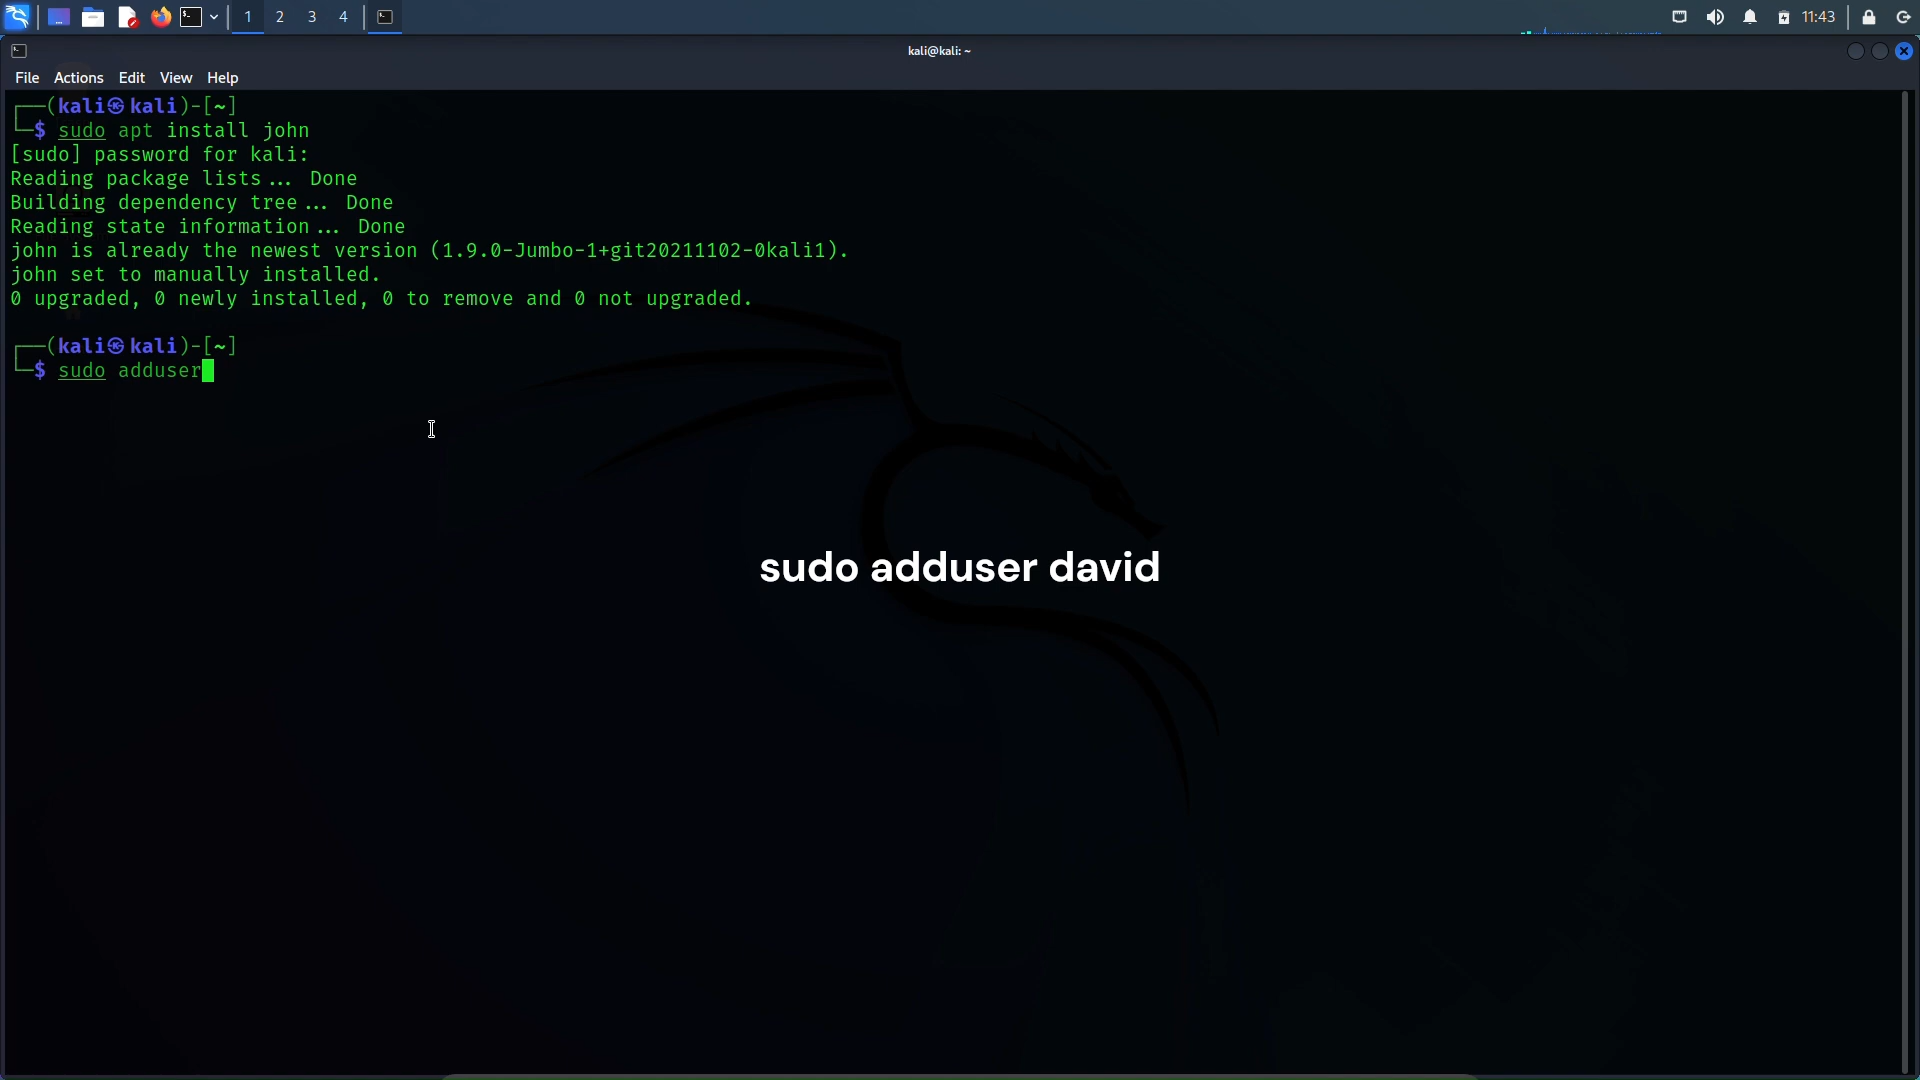 1 2 3 4 11:43
kali@kali: ~
File Actions Edit View Help
┌──(kali㉿kali)-[~]
└─$ sudo apt install john
[sudo] password for kali:
Reading package lists... Done
Building dependency tree... Done
Reading state information... Done
john is already the newest version (1.9.0-Jumbo-1+git20211102-0kali1).
john set to manually installed.
0 upgraded, 0 newly installed, 0 to remove and 0 not upgraded.
┌──(kali㉿kali)-[~]
└─$ sudo adduser
sudo adduser david